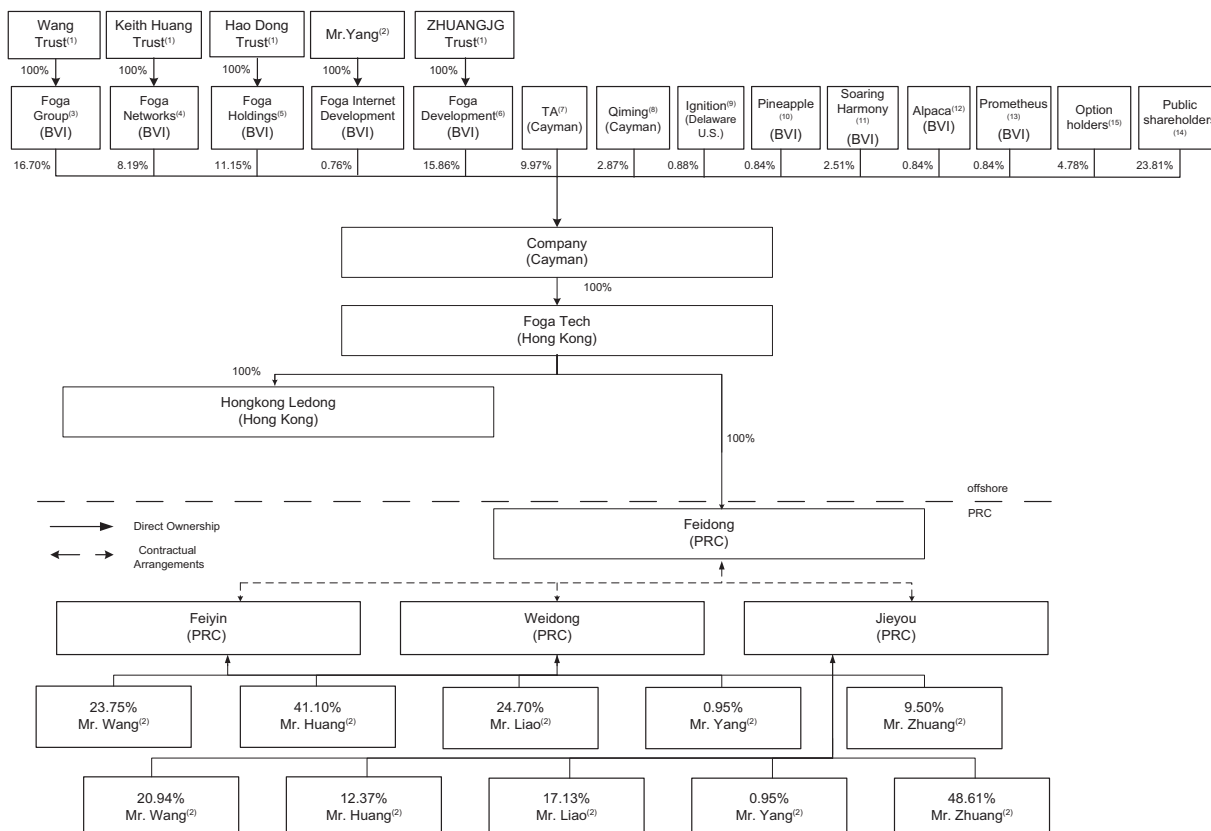 Wang
Trust(1)
Keith Huang
Trust(1)
Hao Dong
Trust(1)
Mr.Yang(2)
ZHUANGJG
Trust(1)
100%
100%
100%
100%
100%
Foga
Group(3)
(BVI)
Foga
Networks(4)
(BVI)
Foga
Holdings(5)
(BVI)
Foga Internet
Development
(BVI)
Foga
Development(6)
(BVI)
TA(7)
(Cayman)
Qiming(8)
(Cayman)
Ignition(9)
(Delaware
U.S.)
Pineapple
(10)
(BVI)
Soaring
Harmony
(11)
(BVI)
Alpaca(12)
(BVI)
Prometheus
(13)
(BVI)
Option
holders(15)
Public
shareholders
(14)
16.70%
8.19%
11.15%
0.76%
15.86%
9.97%
2.87%
0.88%
0.84%
2.51%
0.84%
0.84%
4.78%
23.81%
Company
(Cayman)
100%
Foga Tech
(Hong Kong)
100%
Hongkong Ledong
(Hong Kong)
100%
offshore
PRC
Direct Ownership
Contractual
Arrangements
Feidong
(PRC)
Feiyin
(PRC)
Weidong
(PRC)
Jieyou
(PRC)
23.75%
Mr. Wang(2)
41.10%
Mr. Huang(2)
24.70%
Mr. Liao(2)
0.95%
Mr. Yang(2)
9.50%
Mr. Zhuang(2)
20.94%
Mr. Wang(2)
12.37%
Mr. Huang(2)
17.13%
Mr. Liao(2)
0.95%
Mr. Yang(2)
48.61%
Mr. Zhuang(2)